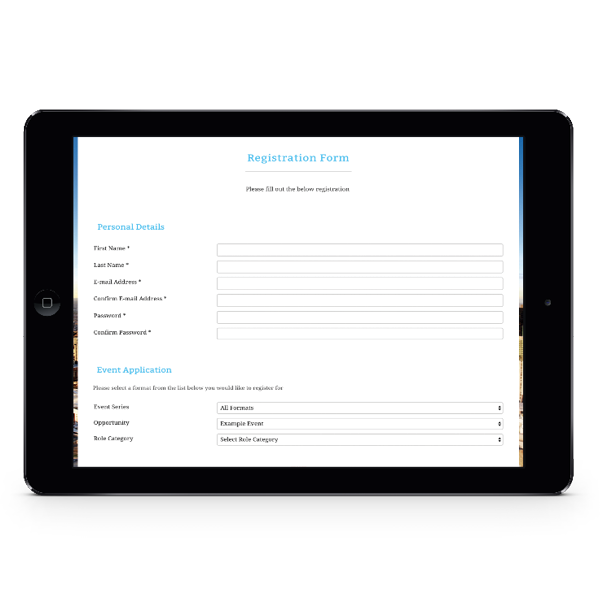 Registration Form
Please fill out the below registration
Personal Details
First Name *
Last Name *
E-mail Address *
Confirm E-mail Address *
Password *
Confirm Password *
Event Application
Please select a format from the list below you would like to register for
Event Series All Formats
Opportunity Example Event
Role Category Select Role Category